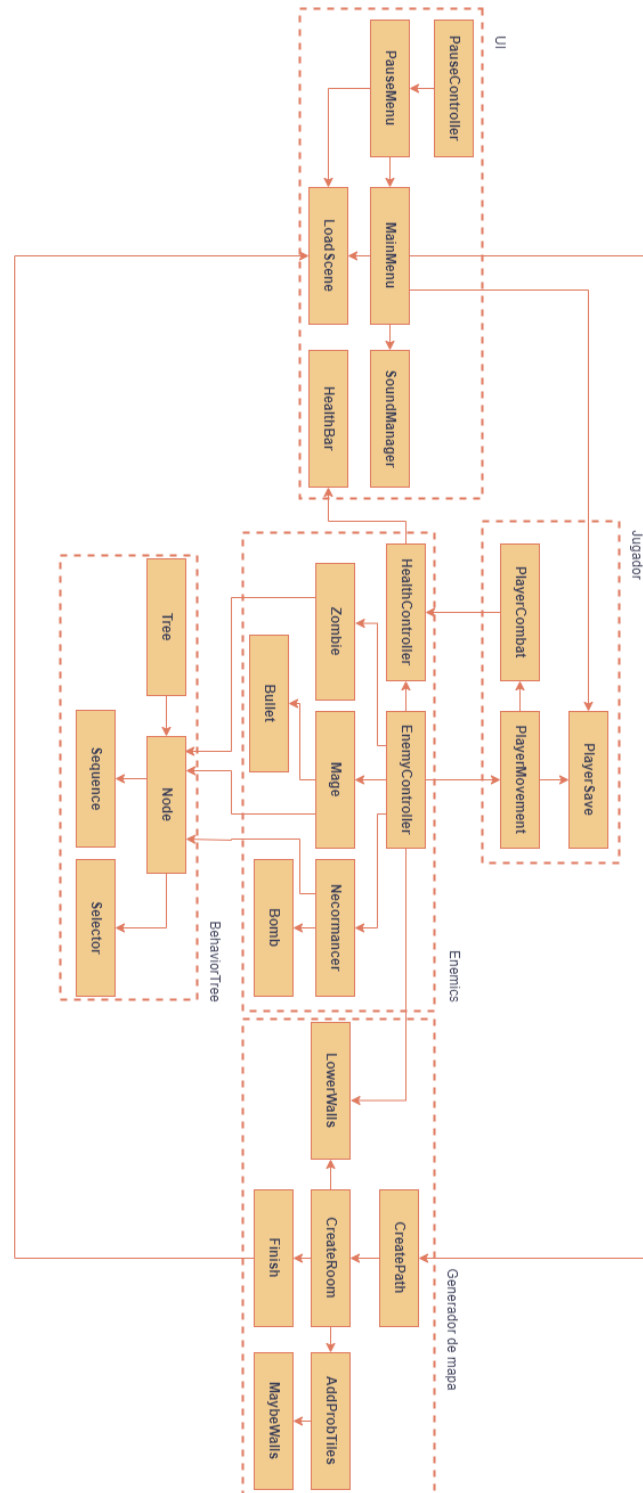 UI
PauseController
PauseMenu
MainMenu
LoadScene
SoundManager
HealthBar
Jugador
PlayerSave
PlayerCombat
PlayerMovement
Enemics
HealthController
EnemyController
Zombie
Mage
Necormancer
Bullet
Bomb
BehaviorTree
Tree
Node
Sequence
Selector
Generador de mapa
CreatePath
LowerWalls
CreateRoom
AddProbTiles
Finish
MaybeWalls